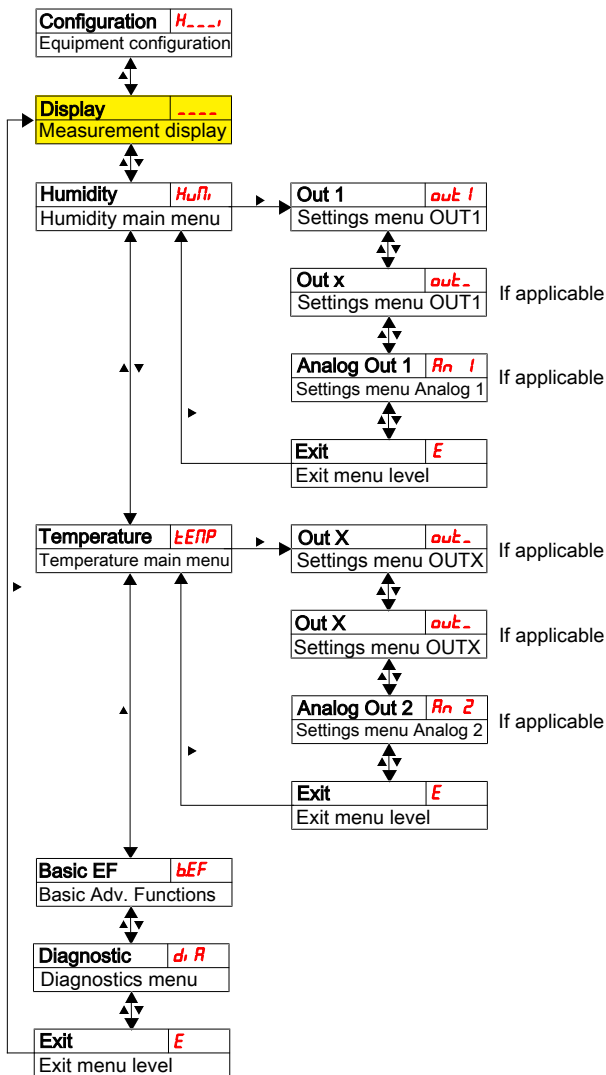 Configuration H___i
Equipment configuration
▲
Display ----
Measurement display
▲ ▼
Humidity HuMi
Humidity main menu
►
Out 1 out 1
Settings menu OUT1
▲ ▼
Out x out_
Settings menu OUT1
If applicable
▲ ▼
Analog Out 1 An 1
Settings menu Analog 1
If applicable
▲ ▼
Exit E
Exit menu level
▲ ▼
►
Temperature tEMP
Temperature main menu
►
Out X out_
Settings menu OUTX
If applicable
▲ ▼
Out X out_
Settings menu OUTX
If applicable
▲ ▼
Analog Out 2 An 2
Settings menu Analog 2
If applicable
▲ ▼
Exit E
Exit menu level
►
▲
►
Basic EF bEF
Basic Adv. Functions
▲ ▼
Diagnostic di A
Diagnostics menu
▲ ▼
Exit E
Exit menu level